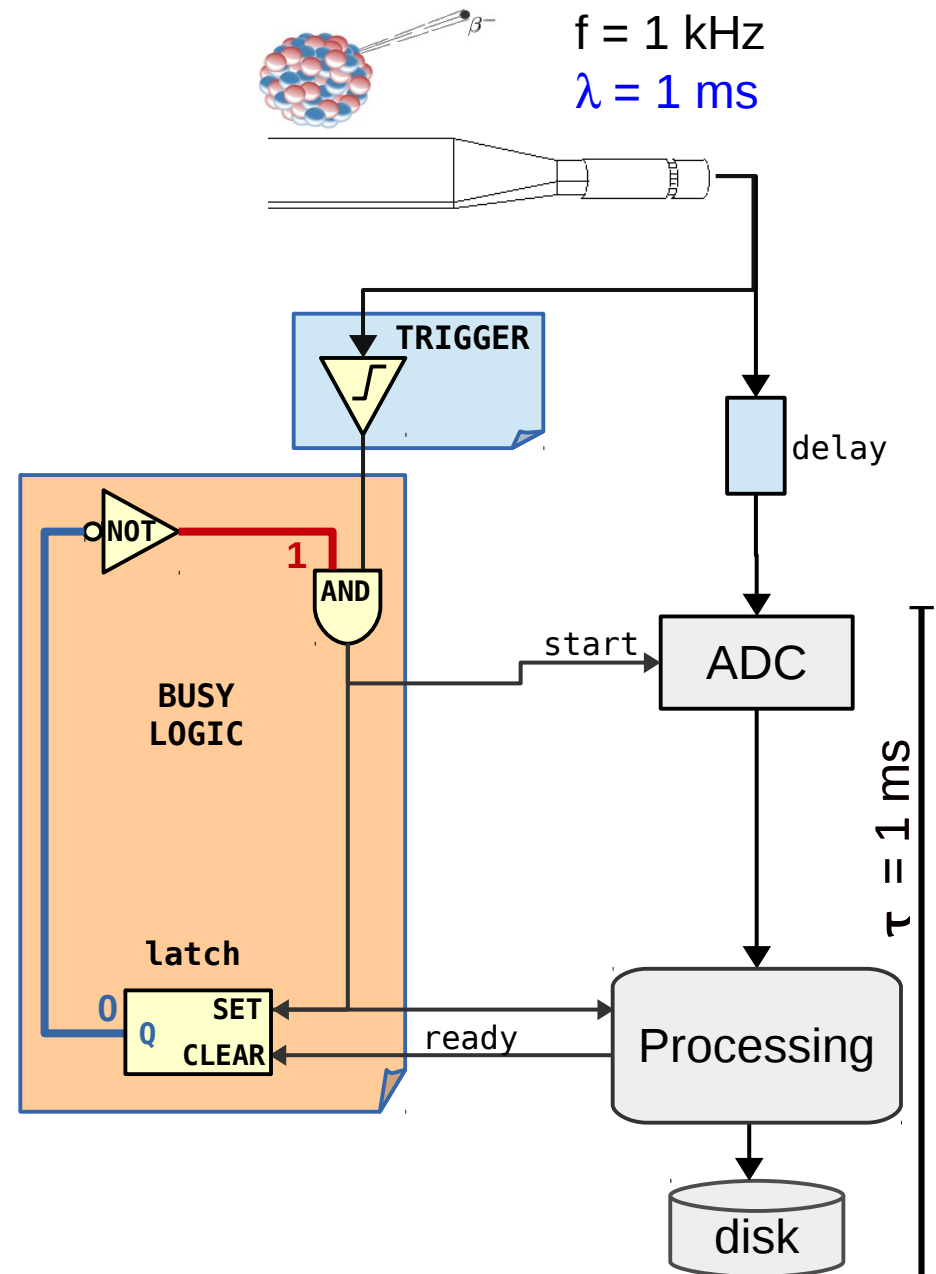 β⁻
f = 1 kHz
λ = 1 ms
TRIGGER
delay
NOT
1
AND
start
ADC
BUSY
LOGIC
τ = 1 ms
latch
0
Q
SET
CLEAR
ready
Processing
disk